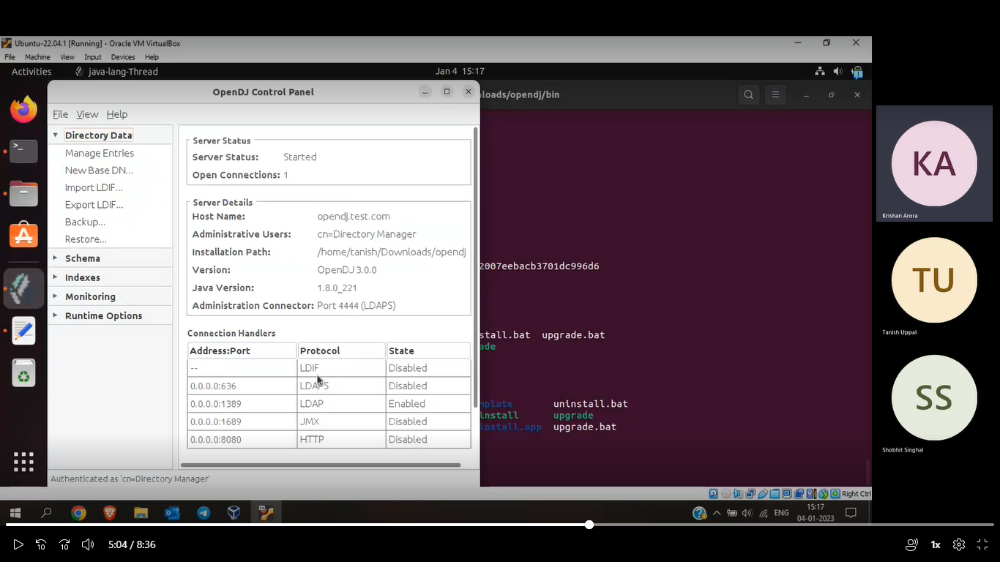 Ubuntu-22.04.1 [Running] - Oracle VM VirtualBox
File Machine View Input Devices Help
Activities java-lang-Thread Jan 4 15:17
OpenDJ Control Panel
loads/opendj/bin
File View Help
Directory Data
Manage Entries
New Base DN...
Import LDIF...
Export LDIF...
Backup...
Restore...
Schema
Indexes
Monitoring
Runtime Options
Server Status
Server Status: Started
Open Connections: 1
Server Details
Host Name: opendj.test.com
Administrative Users: cn=Directory Manager
Installation Path: /home/tanish/Downloads/opendj
Version: OpenDJ 3.0.0
Java Version: 1.8.0_221
Administration Connector: Port 4444 (LDAPS)
Connection Handlers
Address:Port Protocol State
-- LDIF Disabled
0.0.0.0:636 LDAPS Disabled
0.0.0.0:1389 LDAP Enabled
0.0.0.0:1689 JMX Disabled
0.0.0.0:8080 HTTP Disabled
Authenticated as 'cn=Directory Manager'
2007eebacb3701dc996d6
stall.bat upgrade.bat
ade
mplate uninstall.bat
install upgrade
install.app upgrade.bat
KA
Krishan Arora
TU
Tanish Uppal
SS
Shobhit Singhal
Right Ctrl
ENG
15:17
04-01-2023
10 10 5:04 / 8:36 1x